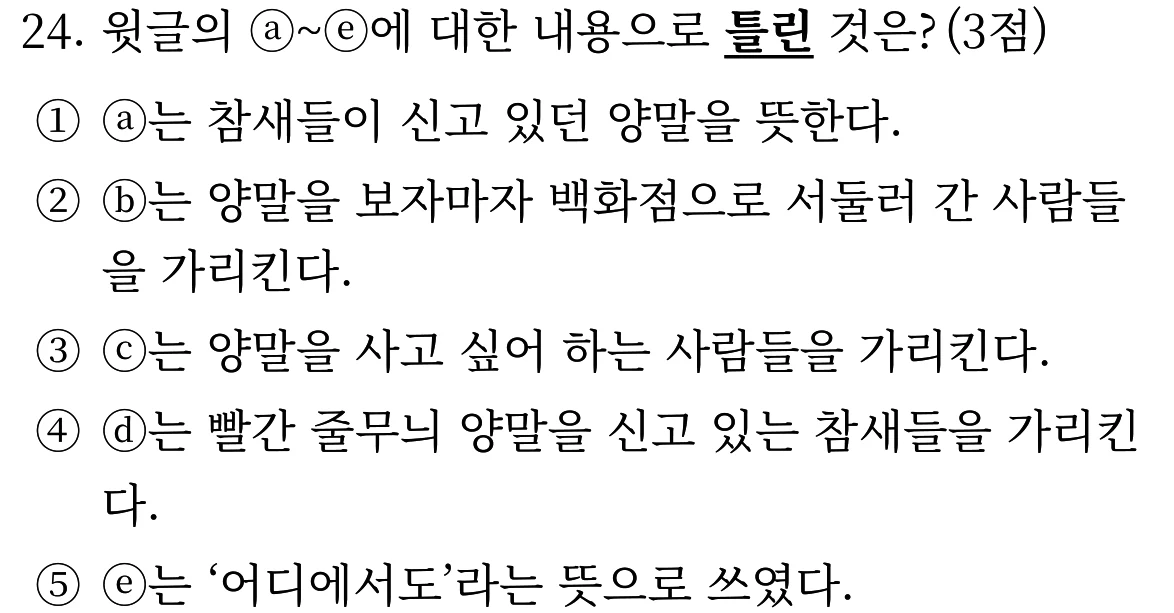 24. 윗글의 ⓐ~ⓔ에 대한 내용으로 틀린 것은?(3점)
① ⓐ는 참새들이 신고 있던 양말을 뜻한다.
② ⓑ는 양말을 보자마자 백화점으로 서둘러 간 사람들
을 가리킨다.
③ ⓒ는 양말을 사고 싶어 하는 사람들을 가리킨다.
④ ⓓ는 빨간 줄무늬 양말을 신고 있는 참새들을 가리킨
다.
⑤ ⓔ는 ‘어디에서도’라는 뜻으로 쓰였다.